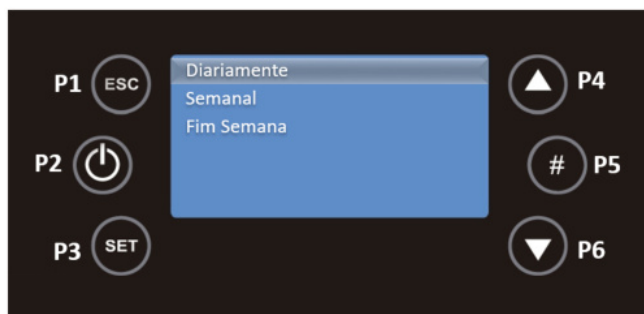 P1 ESC
Diariamente
Semanal
Fim Semana
P4
P2
# P5
P3 SET
P6